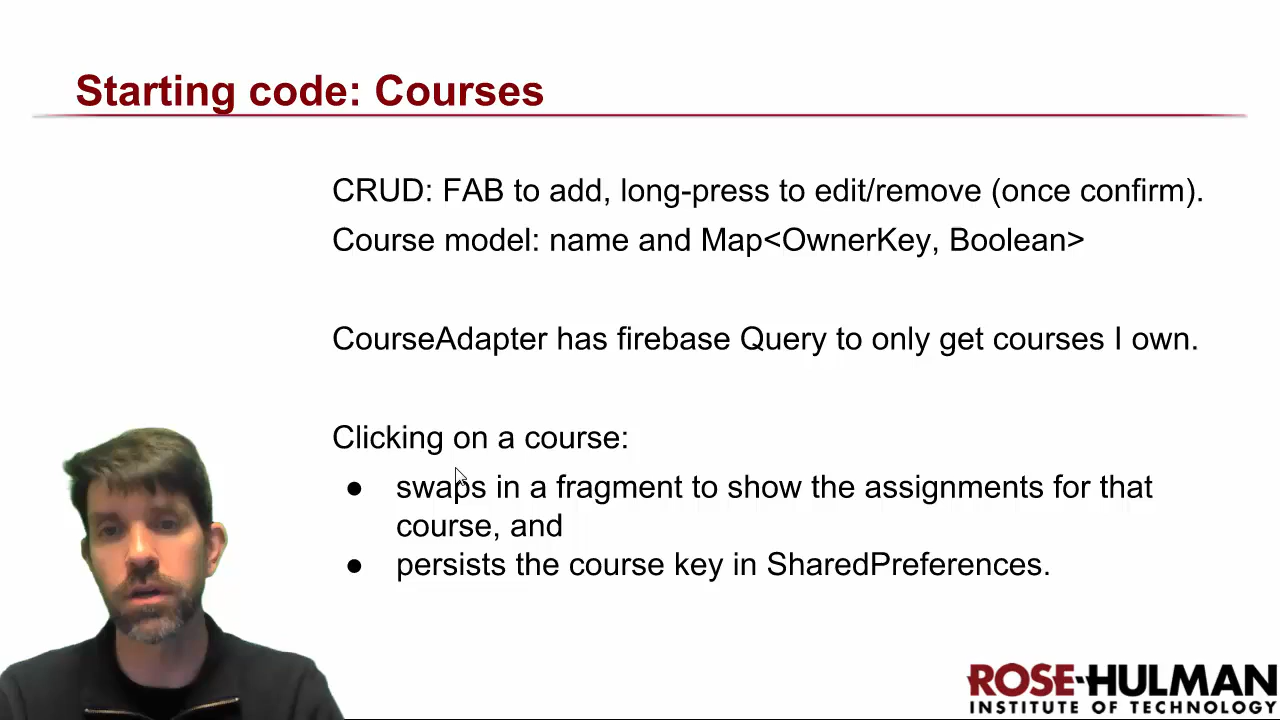 Starting code: Courses
CRUD: FAB to add, long-press to edit/remove (once confirm).
Course model: name and Map<OwnerKey, Boolean>
CourseAdapter has firebase Query to only get courses I own.
Clicking on a course:
● swaps in a fragment to show the assignments for that
course, and
● persists the course key in SharedPreferences.
ROSE-HULMAN
INSTITUTE OF TECHNOLOGY